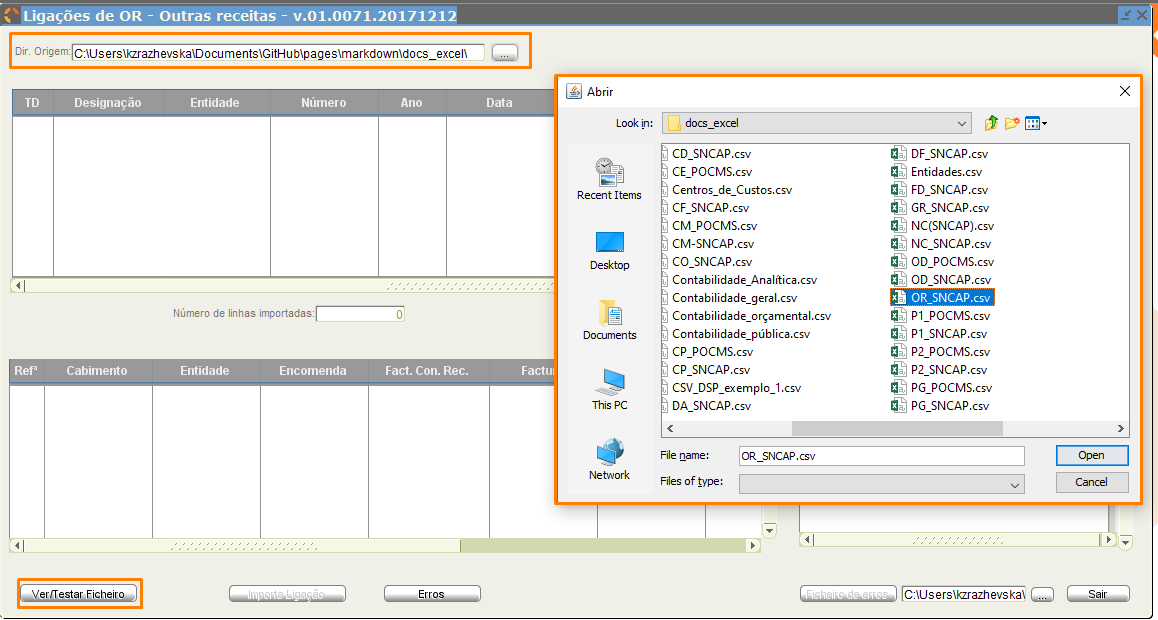 Ligações de OR - Outras receitas - v.01.0071.20171212
Dir. Origem: C:\Users\kzrazhevska\Documents\GitHub\pages\markdown\docs_excel\ ...
TD Designação Entidade Número Ano Data
Número de linhas importadas: 0
Refª Cabimento Entidade Encomenda Fact. Con. Rec. Factu
Abrir
Look in: docs_excel
Recent Items
Desktop
Documents
This PC
Network
CD_SNCAP.csv
CE_POCMS.csv
Centros_de_Custos.csv
CF_SNCAP.csv
CM_POCMS.csv
CM-SNCAP.csv
CO_SNCAP.csv
Contabilidade_Analítica.csv
Contabilidade_geral.csv
Contabilidade_orçamental.csv
Contabilidade_pública.csv
CP_POCMS.csv
CP_SNCAP.csv
CSV_DSP_exemplo_1.csv
DA_SNCAP.csv
DF_SNCAP.csv
Entidades.csv
FD_SNCAP.csv
GR_SNCAP.csv
NC(SNCAP).csv
NC_SNCAP.csv
OD_POCMS.csv
OD_SNCAP.csv
OR_SNCAP.csv
P1_POCMS.csv
P1_SNCAP.csv
P2_POCMS.csv
P2_SNCAP.csv
PG_POCMS.csv
PG_SNCAP.csv
File name: OR_SNCAP.csv Open
Files of type: Cancel
Ver/Testar Ficheiro Importa Ligação Erros Ficheiro de erros C:\Users\kzrazhevska\ ... Sair